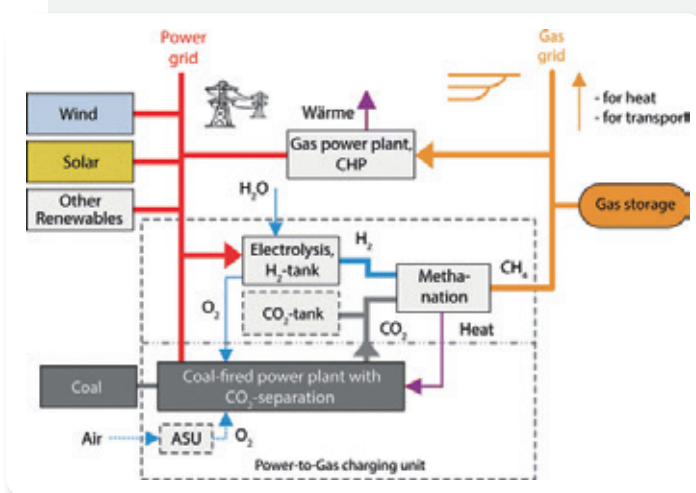 Power
grid
Gas
grid
Wind
Solar
Other
Renewables
Wärme
Gas power plant,
CHP
- for heat
- for transport
Gas storage
H₂O
Electrolysis,
H₂-tank
H₂
Metha-
nation
CH₄
O₂
CO₂-tank
CO₂
Heat
Coal
Coal-fired power plant with
CO₂-separation
Air
ASU
O₂
Power-to-Gas charging unit